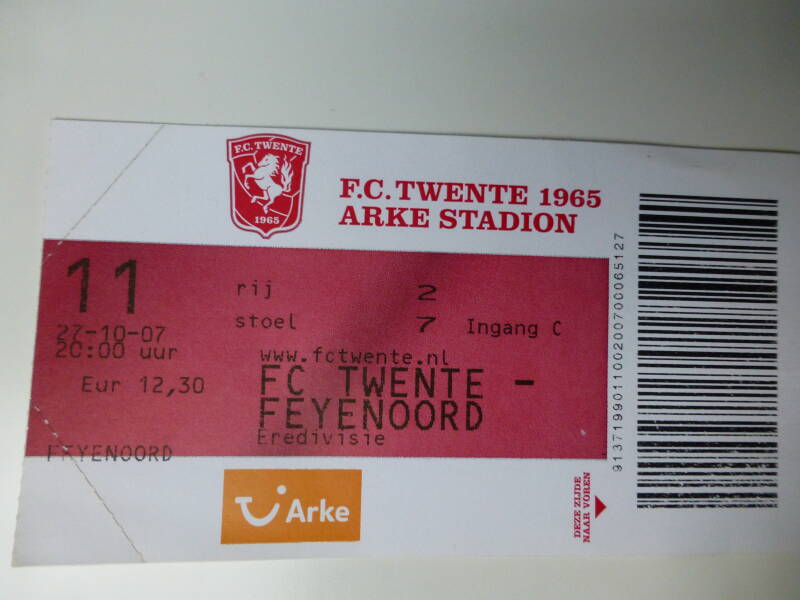 F.C. TWENTE
1965
F.C. TWENTE 1965
ARKE STADION
11
rij 2
27-10-07
stoel 7 Ingang C
20:00 uur
www.fctwente.nl
Eur 12,30
FC TWENTE -
FEYENOORD
Eredivisie
FEYENOORD
Arke
DEZE ZIJDE
NAAR VOREN
913719901100200700065127